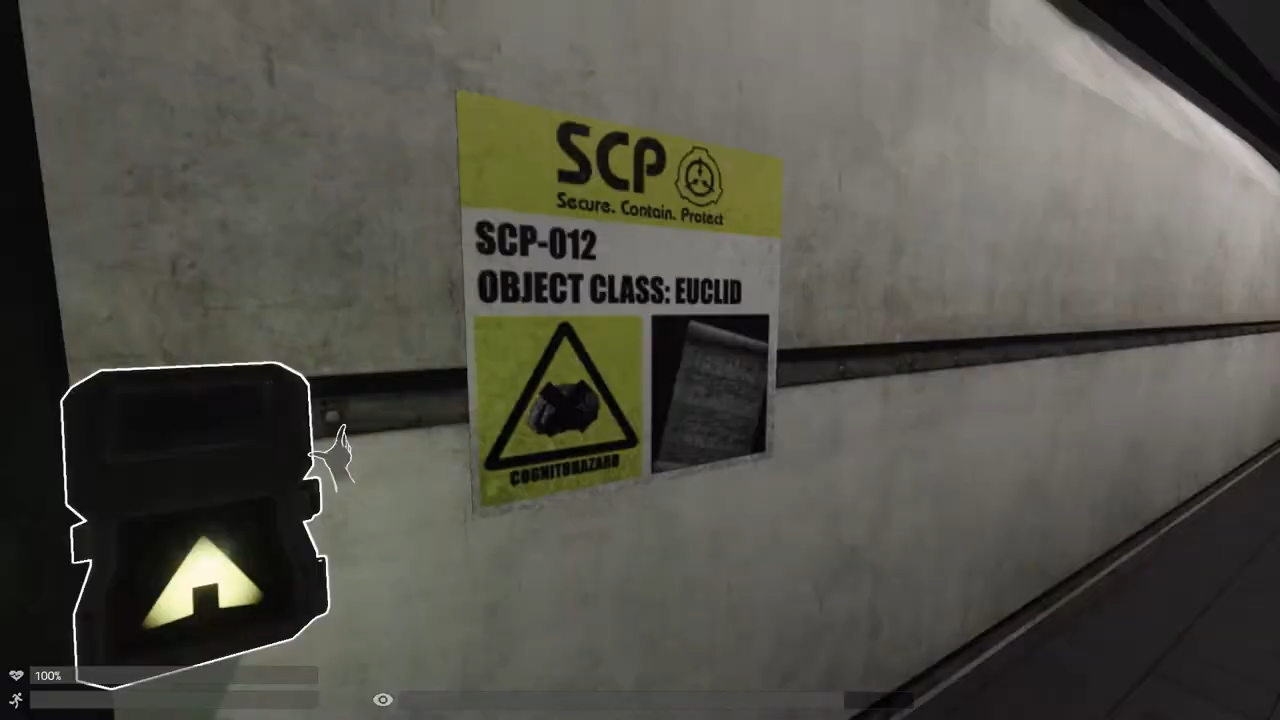 SCP
Secure. Contain. Protect
SCP-012
OBJECT CLASS: EUCLID
COGNITOHAZARD
100%